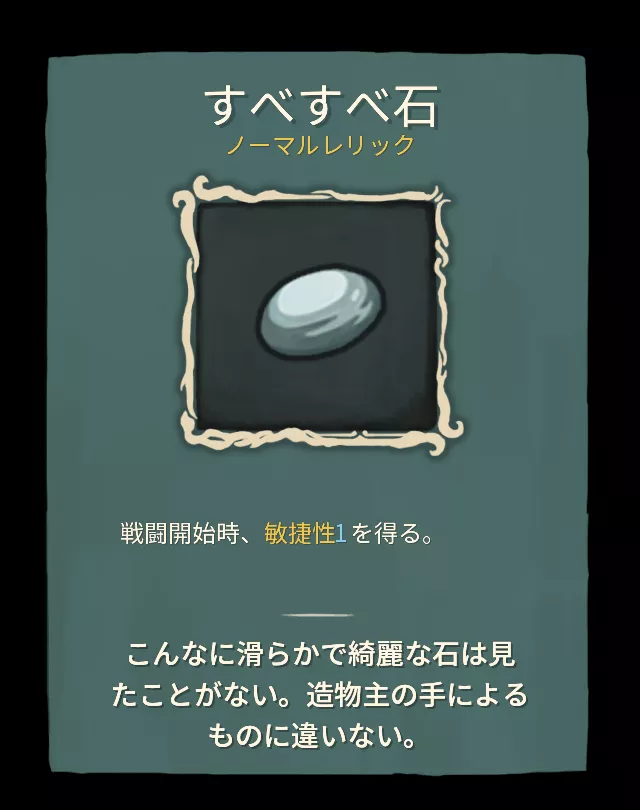 すべすべ石
ノーマルレリック
戦闘開始時、敏捷性1を得る。
こんなに滑らかで綺麗な石は見
たことがない。造物主の手による
ものに違いない。